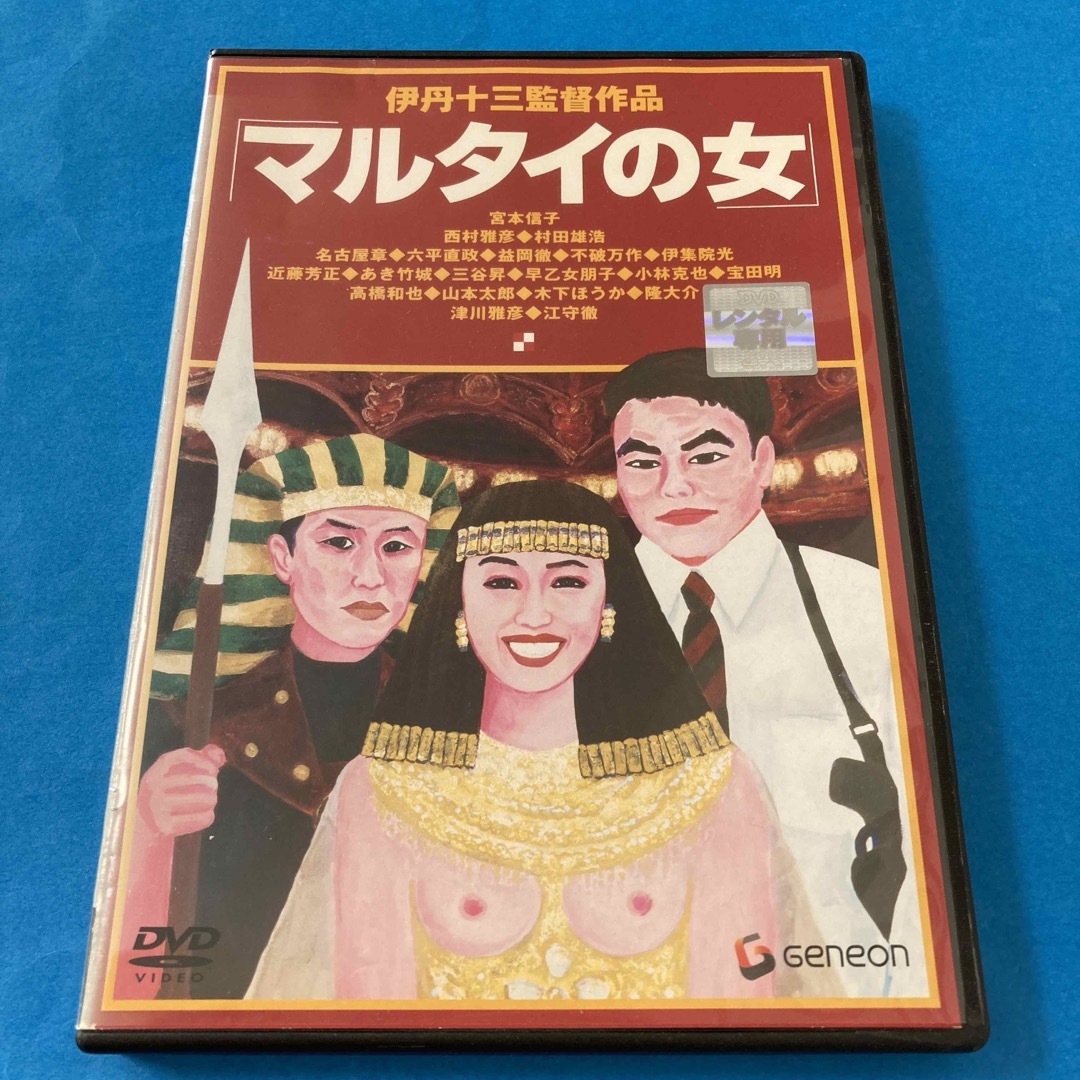 伊丹十三監督作品
「マルタイの女」
宮本信子
西村雅彦◆村田雄浩
名古屋章◆六平直政◆益岡徹◆不破万作◆伊集院光
近藤芳正◆あき竹城◆三谷昇◆早乙女朋子◆小林克也◆宝田明
高橋和也◆山本太郎◆木下ほうか◆隆大介
津川雅彦◆江守徹
DVD
レンタル
専用
DVD
VIDEO
Geneon